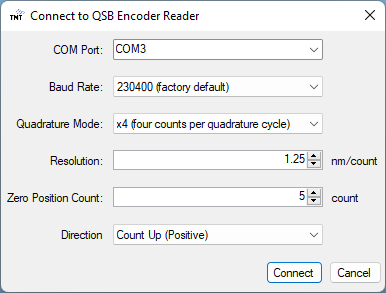 TNT Connect to QSB Encoder Reader
COM Port: COM3
Baud Rate: 230400 (factory default)
Quadrature Mode: x4 (four counts per quadrature cycle)
Resolution: 1.25 nm/count
Zero Position Count: 5 count
Direction Count Up (Positive)
Connect Cancel